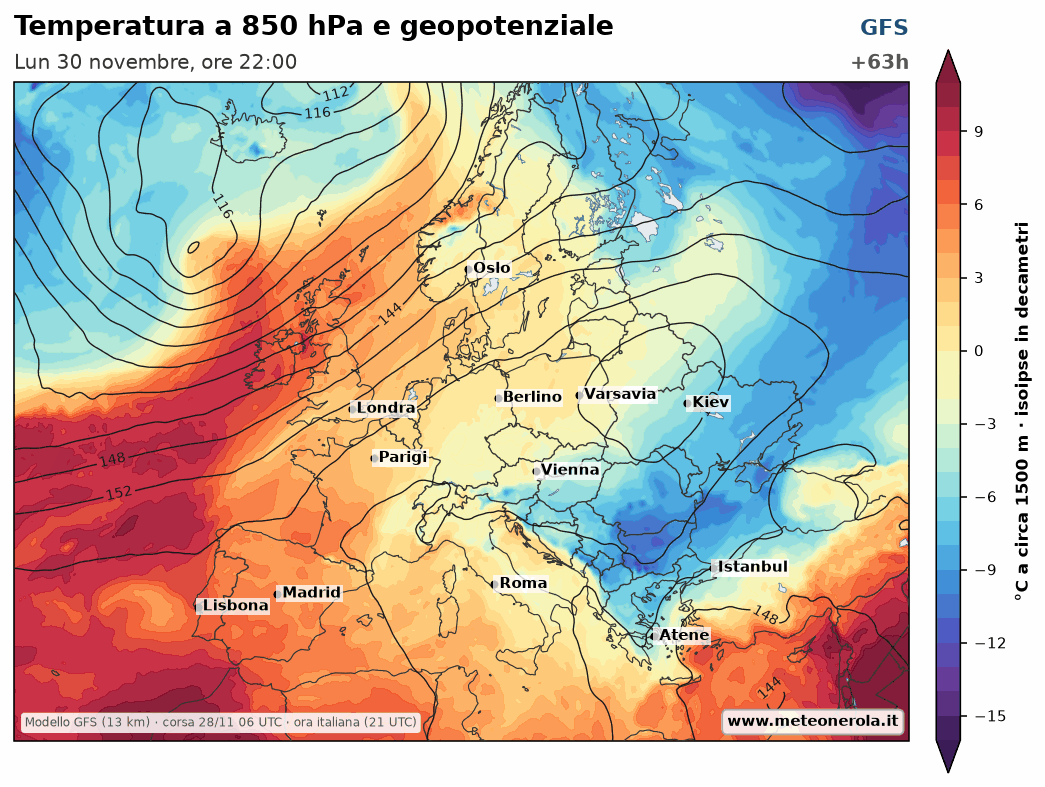 Temperatura a 850 hPa e geopotenziale
GFS
Lun 30 novembre, ore 22:00
+63h
112
116
116
144
148
152
148
144
Oslo
Londra
Berlino
Varsavia
Kiev
Parigi
Vienna
Madrid
Lisbona
Roma
Istanbul
Atene
9
6
3
0
−3
−6
−9
−12
−15
°C a circa 1500 m · isoipse in decametri
Modello GFS (13 km) · corsa 28/11 06 UTC · ora italiana (21 UTC)
www.meteonerola.it